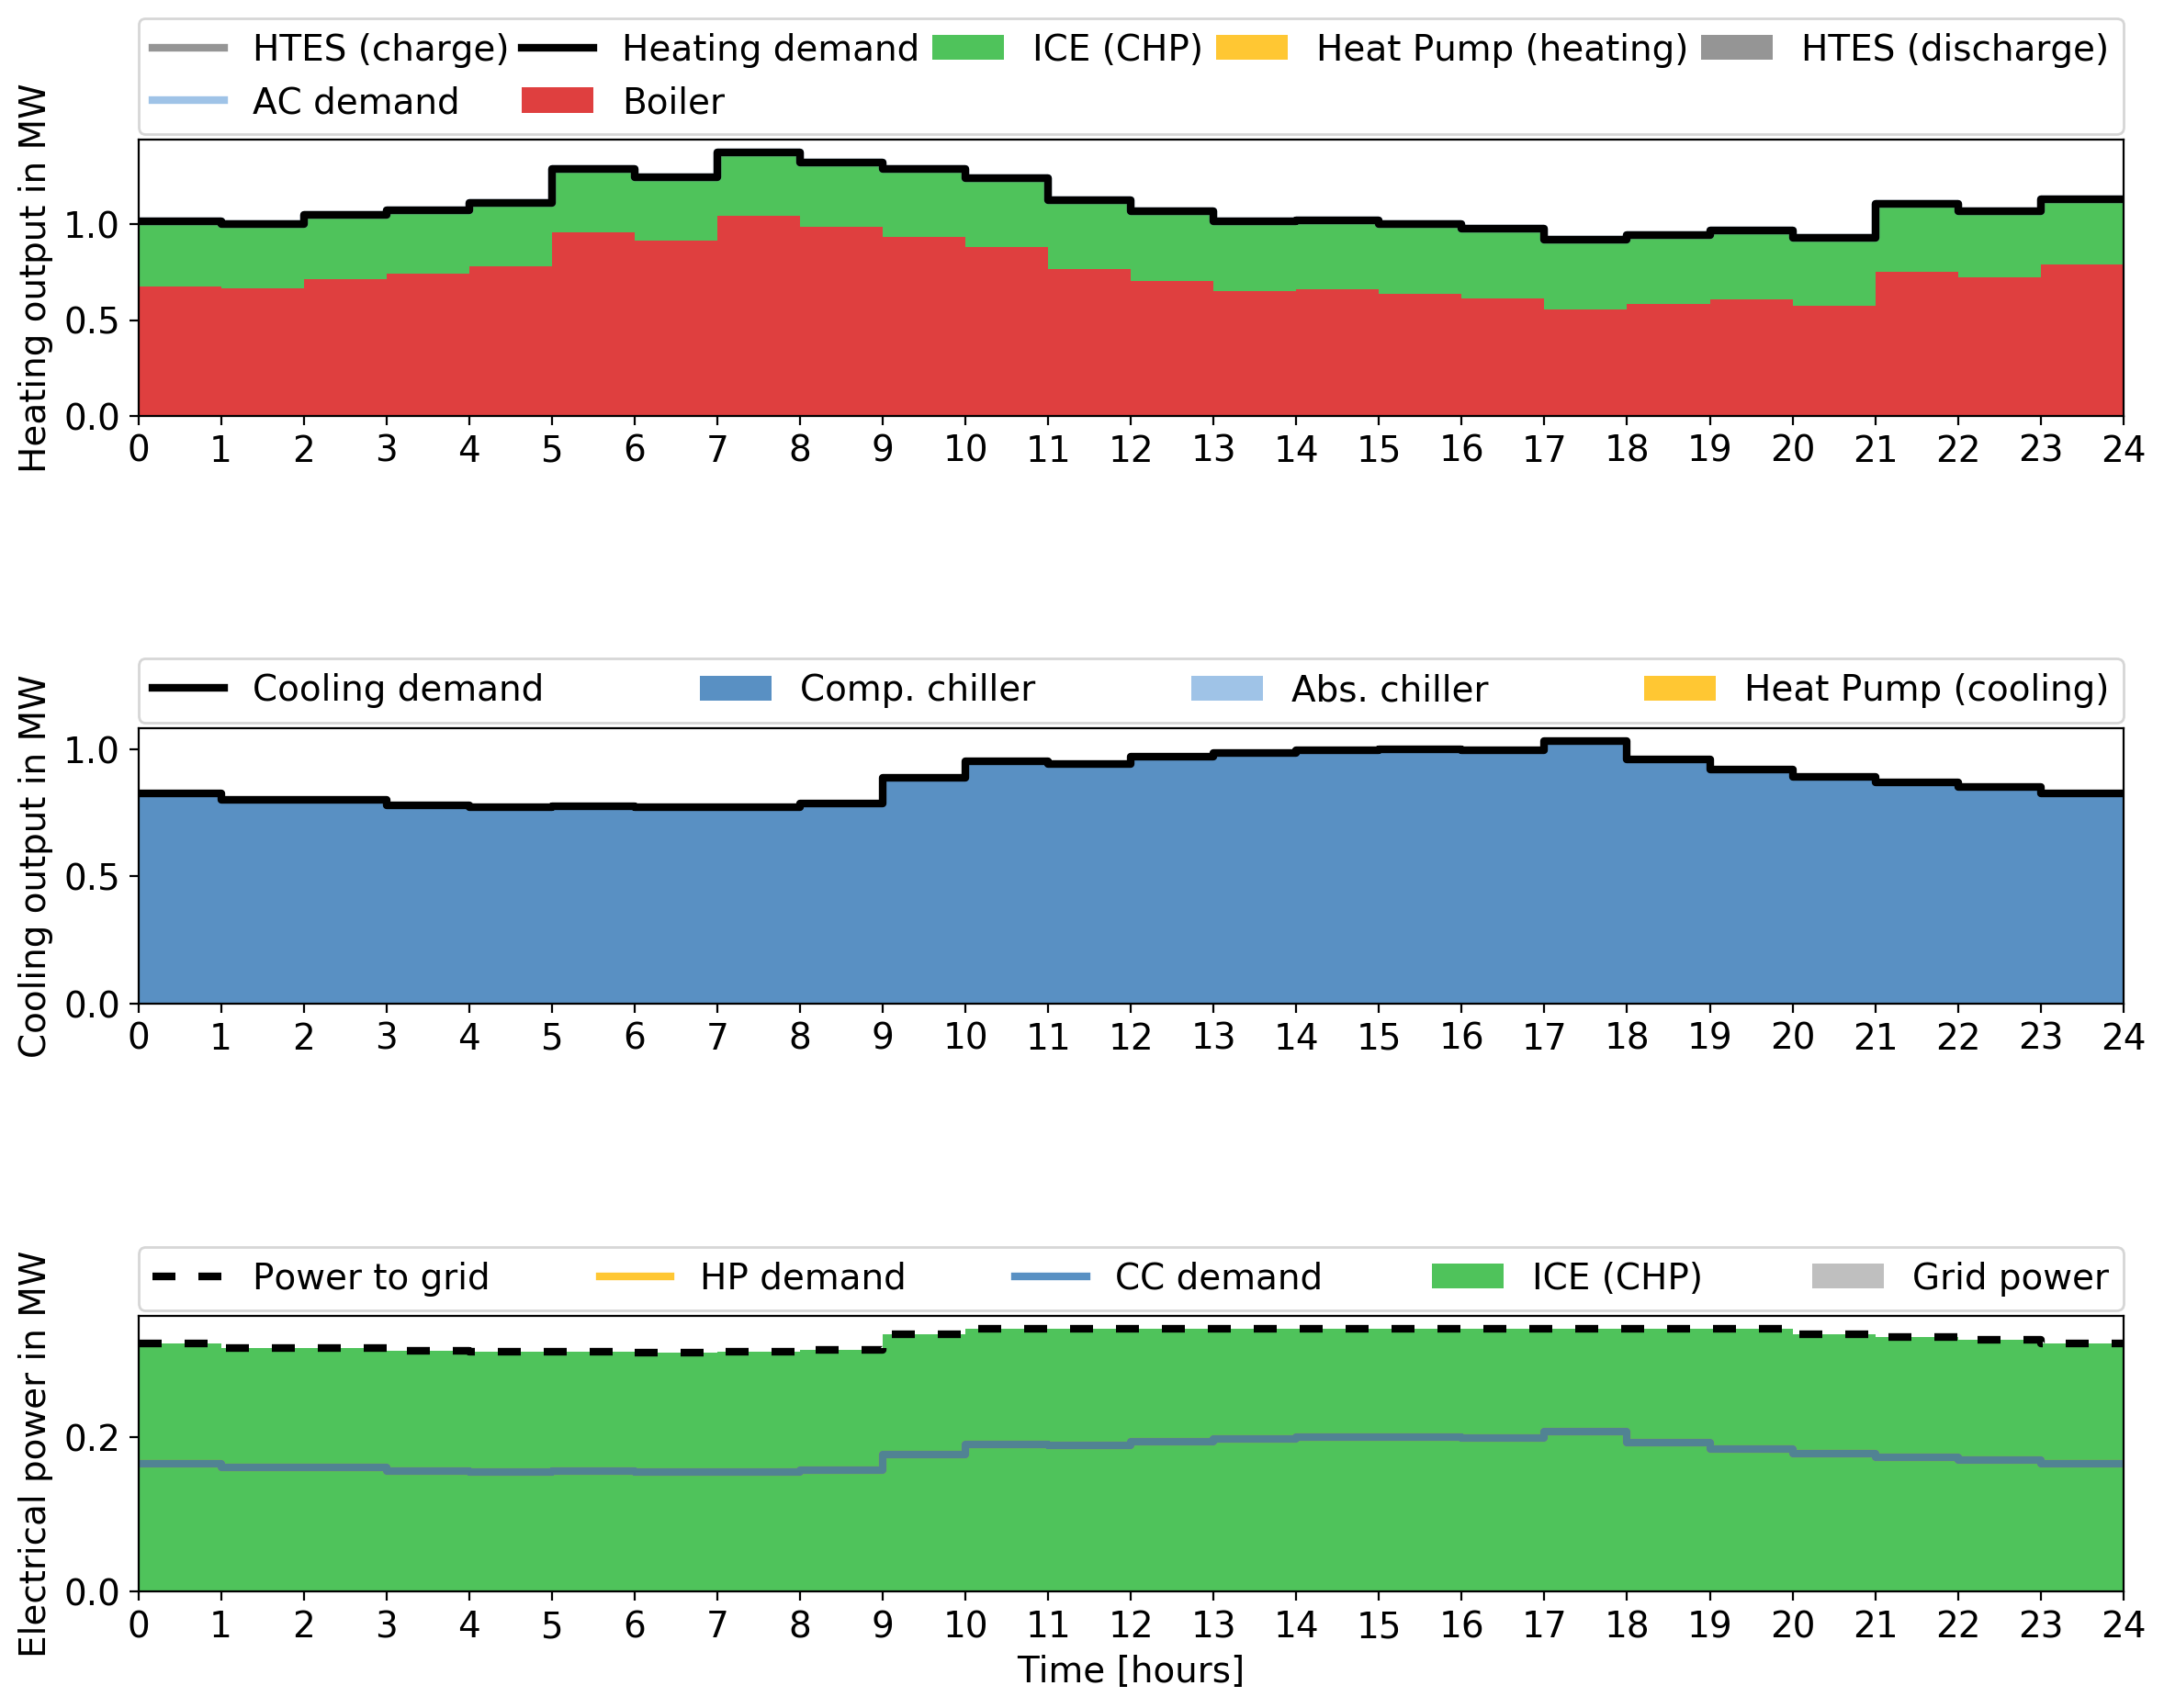 HTES (charge) Heating demand ICE (CHP) Heat Pump (heating) HTES (discharge)
AC demand Boiler
Heating output in MW
1.0
0.5
0.0
0 1 2 3 4 5 6 7 8 9 10 11 12 13 14 15 16 17 18 19 20 21 22 23 24
Cooling demand Comp. chiller Abs. chiller Heat Pump (cooling)
Cooling output in MW
1.0
0.5
0.0
0 1 2 3 4 5 6 7 8 9 10 11 12 13 14 15 16 17 18 19 20 21 22 23 24
Power to grid HP demand CC demand ICE (CHP) Grid power
Electrical power in MW
0.2
0.0
0 1 2 3 4 5 6 7 8 9 10 11 12 13 14 15 16 17 18 19 20 21 22 23 24
Time [hours]